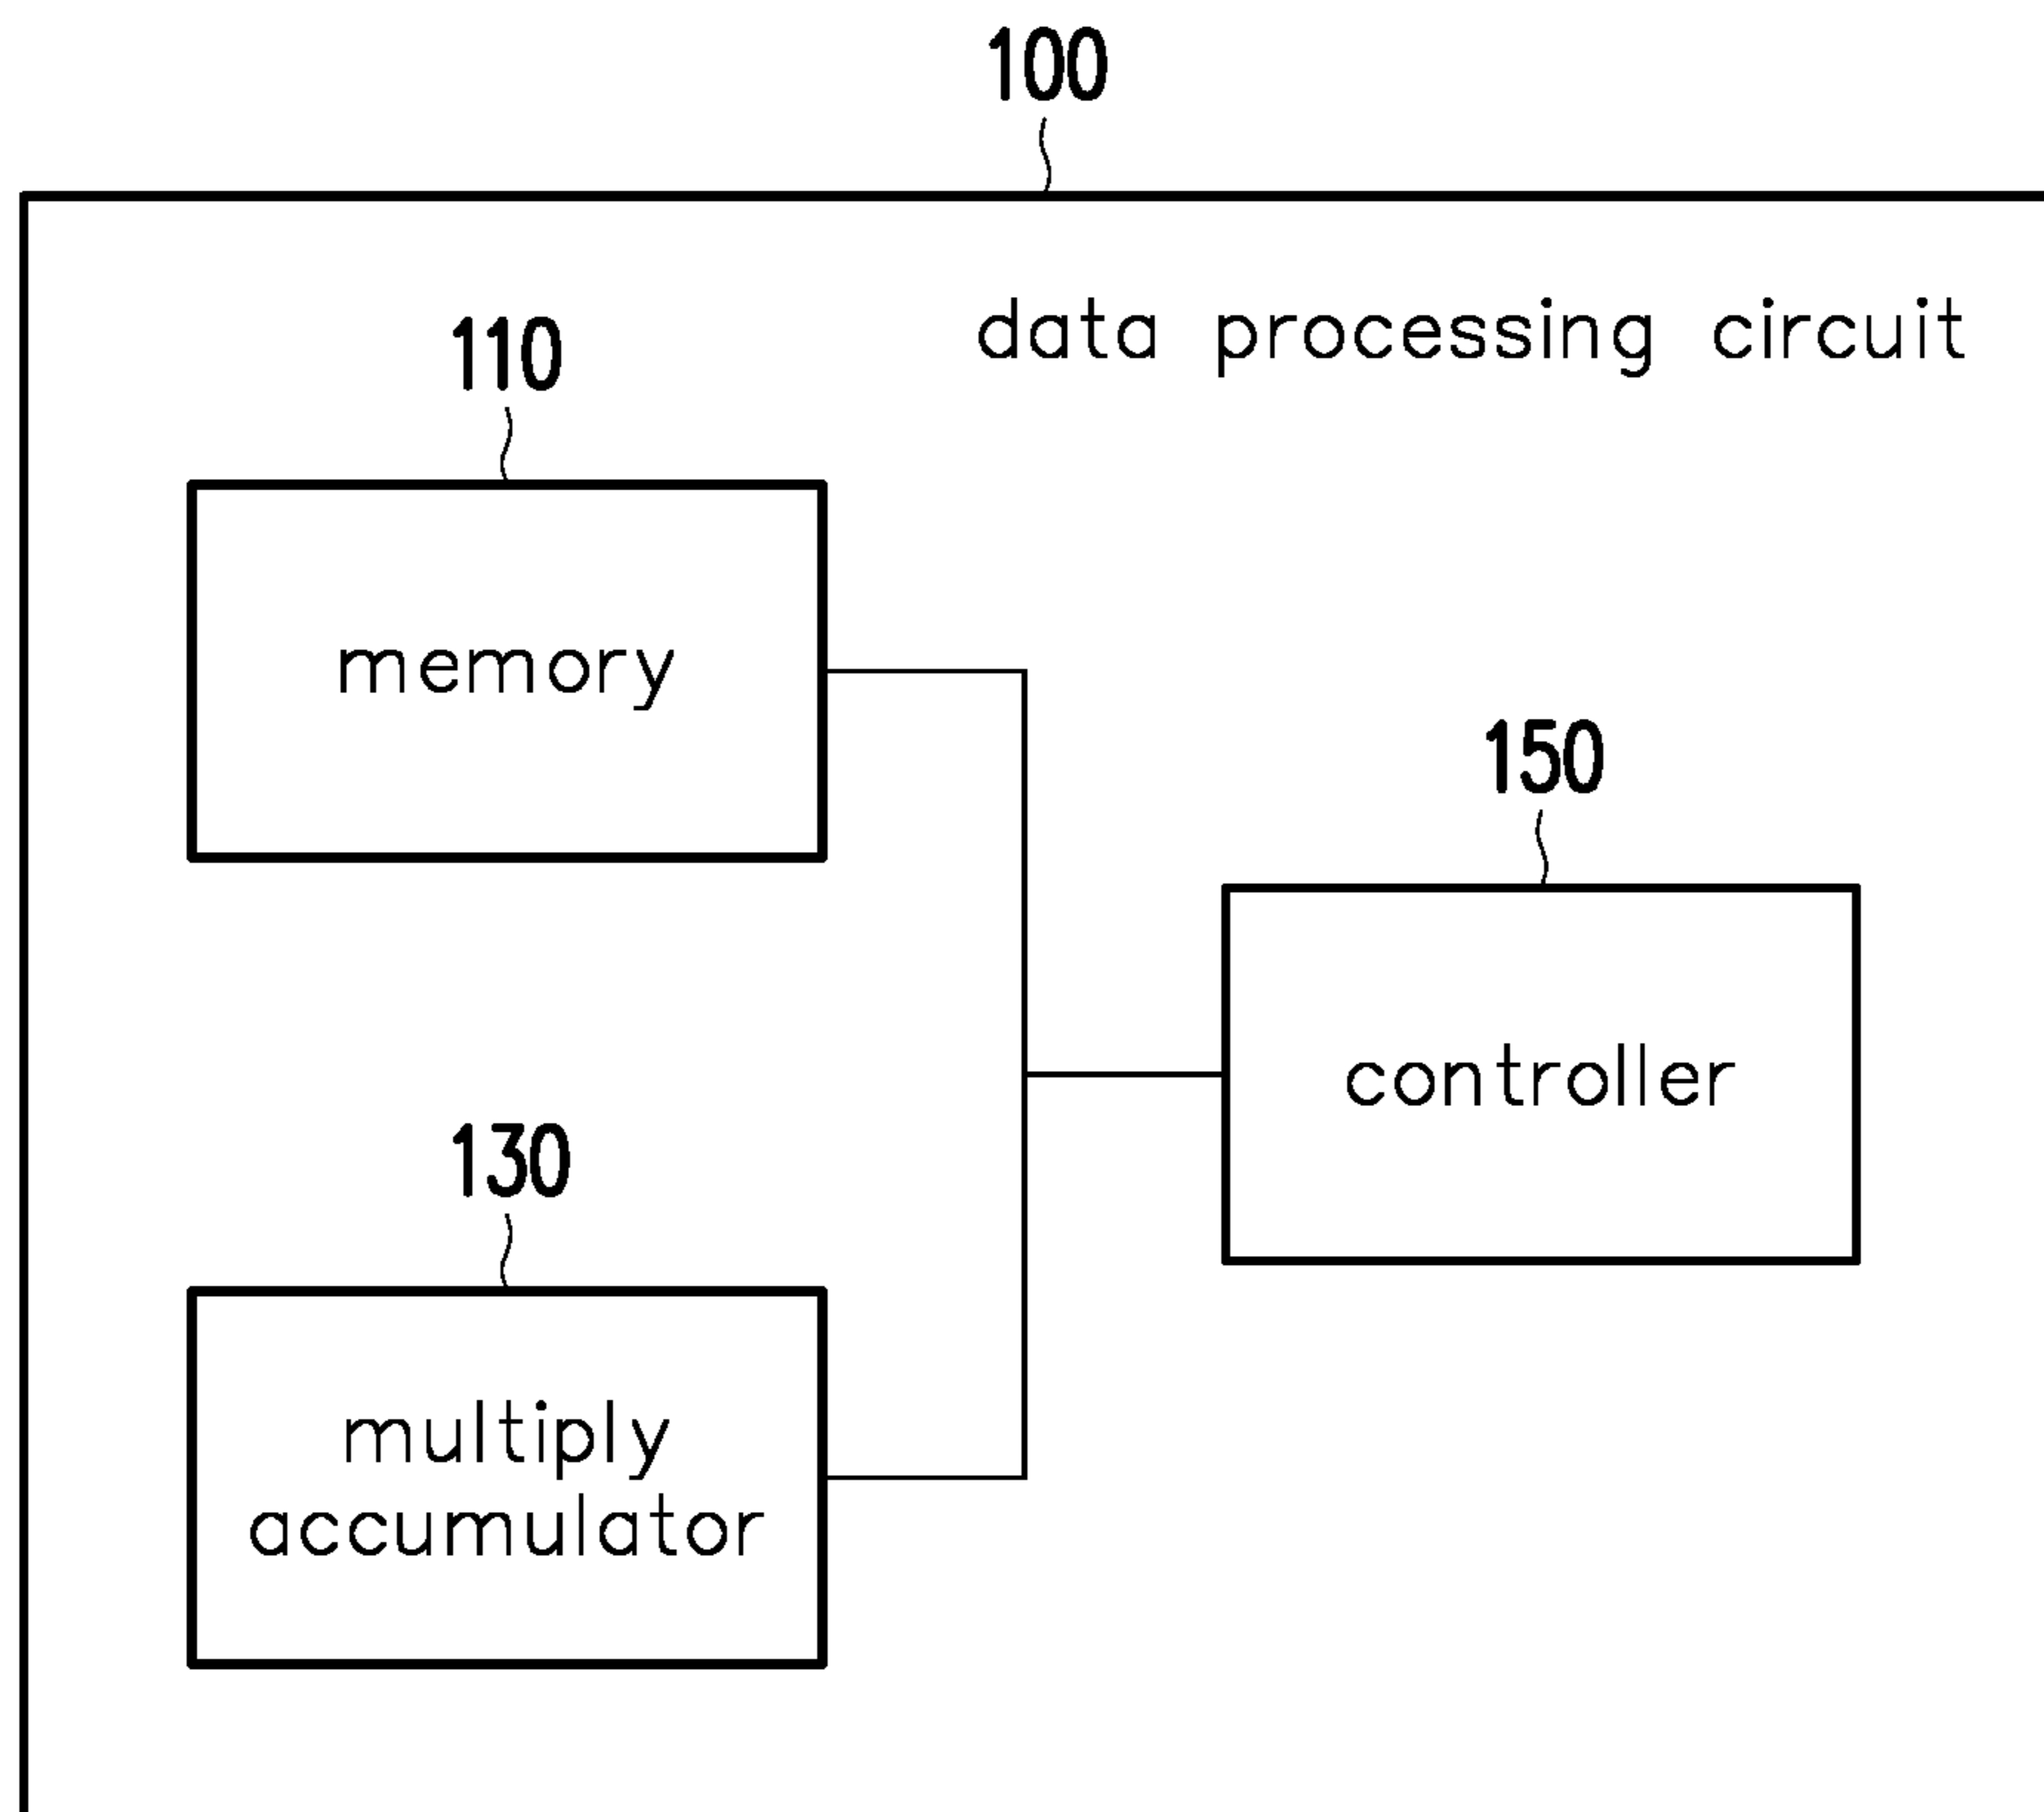 100
data processing circuit
110
memory
150
controller
130
multiply
accumulator